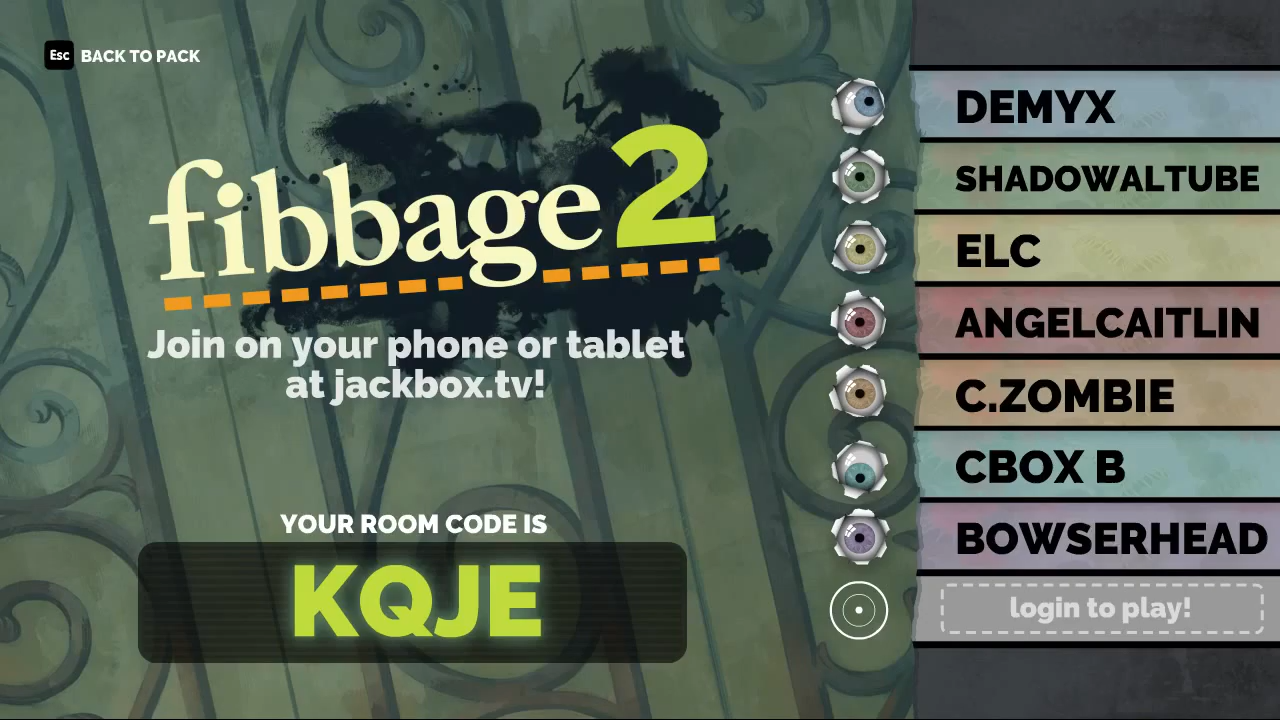 Esc BACK TO PACK
fibbage 2
Join on your phone or tablet
at jackbox.tv!
YOUR ROOM CODE IS
KQJE
DEMYX
SHADOWALTUBE
ELC
ANGELCAITLIN
C.ZOMBIE
CBOX B
BOWSERHEAD
login to play!